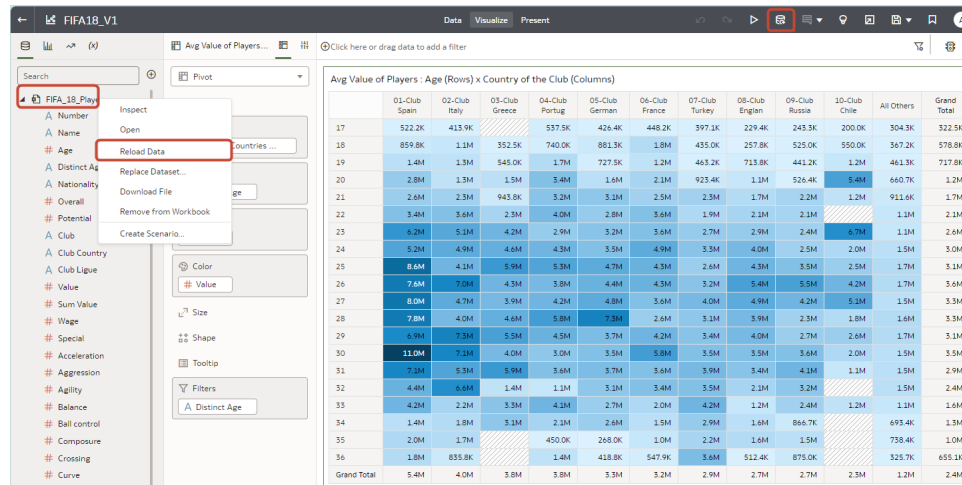 FIFA18_V1
Data Visualize Present
(x)
Avg Value of Players...
Click here or drag data to add a filter
Search
Pivot
Avg Value of Players : Age (Rows) x Country of the Club (Columns)
FIFA_18_Playe
Inspect
Open
Reload Data
Replace Dataset...
Download File
Remove from Workbook
Create Scenario...
A Number
A Name
# Age
A Distinct Ag
A Nationality
# Overall
# Potential
A Club
A Club Country
A Club Ligue
# Value
# Sum Value
# Wage
# Special
# Acceleration
# Aggression
# Agility
# Balance
# Ball control
# Composure
# Crossing
# Curve
Countries ...
ge
Color
# Value
Size
Shape
Tooltip
Filters
A Distinct Age
01-Club Spain 02-Club Italy 03-Club Greece 04-Club Portug 05-Club German 06-Club France 07-Club Turkey 08-Club Englan 09-Club Russia 10-Club Chile All Others Grand Total
17 522.2K 413.9K 537.5K 426.4K 448.2K 397.1K 229.4K 243.3K 200.0K 304.3K 322.5K
18 859.8K 1.1M 352.5K 740.0K 881.3K 1.8M 435.0K 257.8K 525.0K 550.0K 367.2K 578.8K
19 1.4M 1.3M 545.0K 1.7M 727.5K 1.2M 463.2K 713.8K 441.2K 1.2M 461.3K 717.8K
20 2.8M 1.3M 1.5M 3.4M 1.6M 2.1M 923.4K 1.1M 526.4K 5.4M 660.7K 1.2M
21 2.6M 2.3M 943.8K 3.2M 3.1M 2.5M 2.3M 1.7M 2.2M 1.2M 911.6K 1.7M
22 3.4M 3.6M 2.3M 4.0M 2.8M 3.6M 1.9M 2.1M 2.1M 1.1M 2.1M
23 6.2M 5.1M 4.2M 2.9M 3.2M 3.6M 2.7M 2.9M 2.4M 6.7M 1.1M 2.6M
24 5.2M 4.9M 4.6M 4.3M 3.5M 4.9M 3.3M 4.0M 2.5M 2.0M 1.5M 3.0M
25 8.6M 4.1M 5.9M 5.3M 4.7M 4.3M 2.6M 4.3M 3.5M 2.5M 1.7M 3.1M
26 7.6M 7.0M 4.3M 3.8M 4.4M 4.3M 3.2M 5.4M 5.5M 4.2M 1.7M 3.6M
27 8.0M 4.7M 3.9M 4.2M 4.8M 3.6M 4.0M 4.9M 4.2M 5.1M 1.5M 3.3M
28 7.8M 4.0M 4.6M 5.8M 7.3M 2.6M 3.1M 3.9M 2.3M 1.8M 1.6M 3.3M
29 6.9M 7.3M 5.5M 4.5M 3.7M 4.2M 3.4M 4.0M 2.7M 2.6M 1.7M 3.1M
30 11.0M 7.1M 4.0M 3.0M 3.5M 5.8M 3.5M 3.5M 3.6M 2.0M 1.5M 3.5M
31 7.1M 5.3M 5.9M 3.6M 3.7M 3.6M 3.9M 3.4M 4.1M 1.1M 1.5M 2.9M
32 4.4M 6.6M 1.4M 1.1M 3.1M 3.4M 3.5M 2.1M 3.2M 1.5M 2.4M
33 4.2M 2.2M 3.3M 4.1M 2.7M 2.0M 4.2M 1.2M 2.4M 1.2M 1.1M 1.6M
34 1.4M 1.8M 3.1M 2.1M 2.6M 1.5M 2.9M 1.6M 866.7K 693.4K 1.3M
35 2.0M 1.7M 450.0K 268.0K 1.0M 2.2M 1.6M 1.5M 738.4K 1.0M
36 1.8M 835.8K 1.4M 418.8K 547.9K 3.6M 512.4K 875.0K 325.7K 655.1K
Grand Total 5.4M 4.0M 3.8M 3.8M 3.3M 3.2M 2.9M 2.7M 2.7M 2.3M 1.2M 2.4M